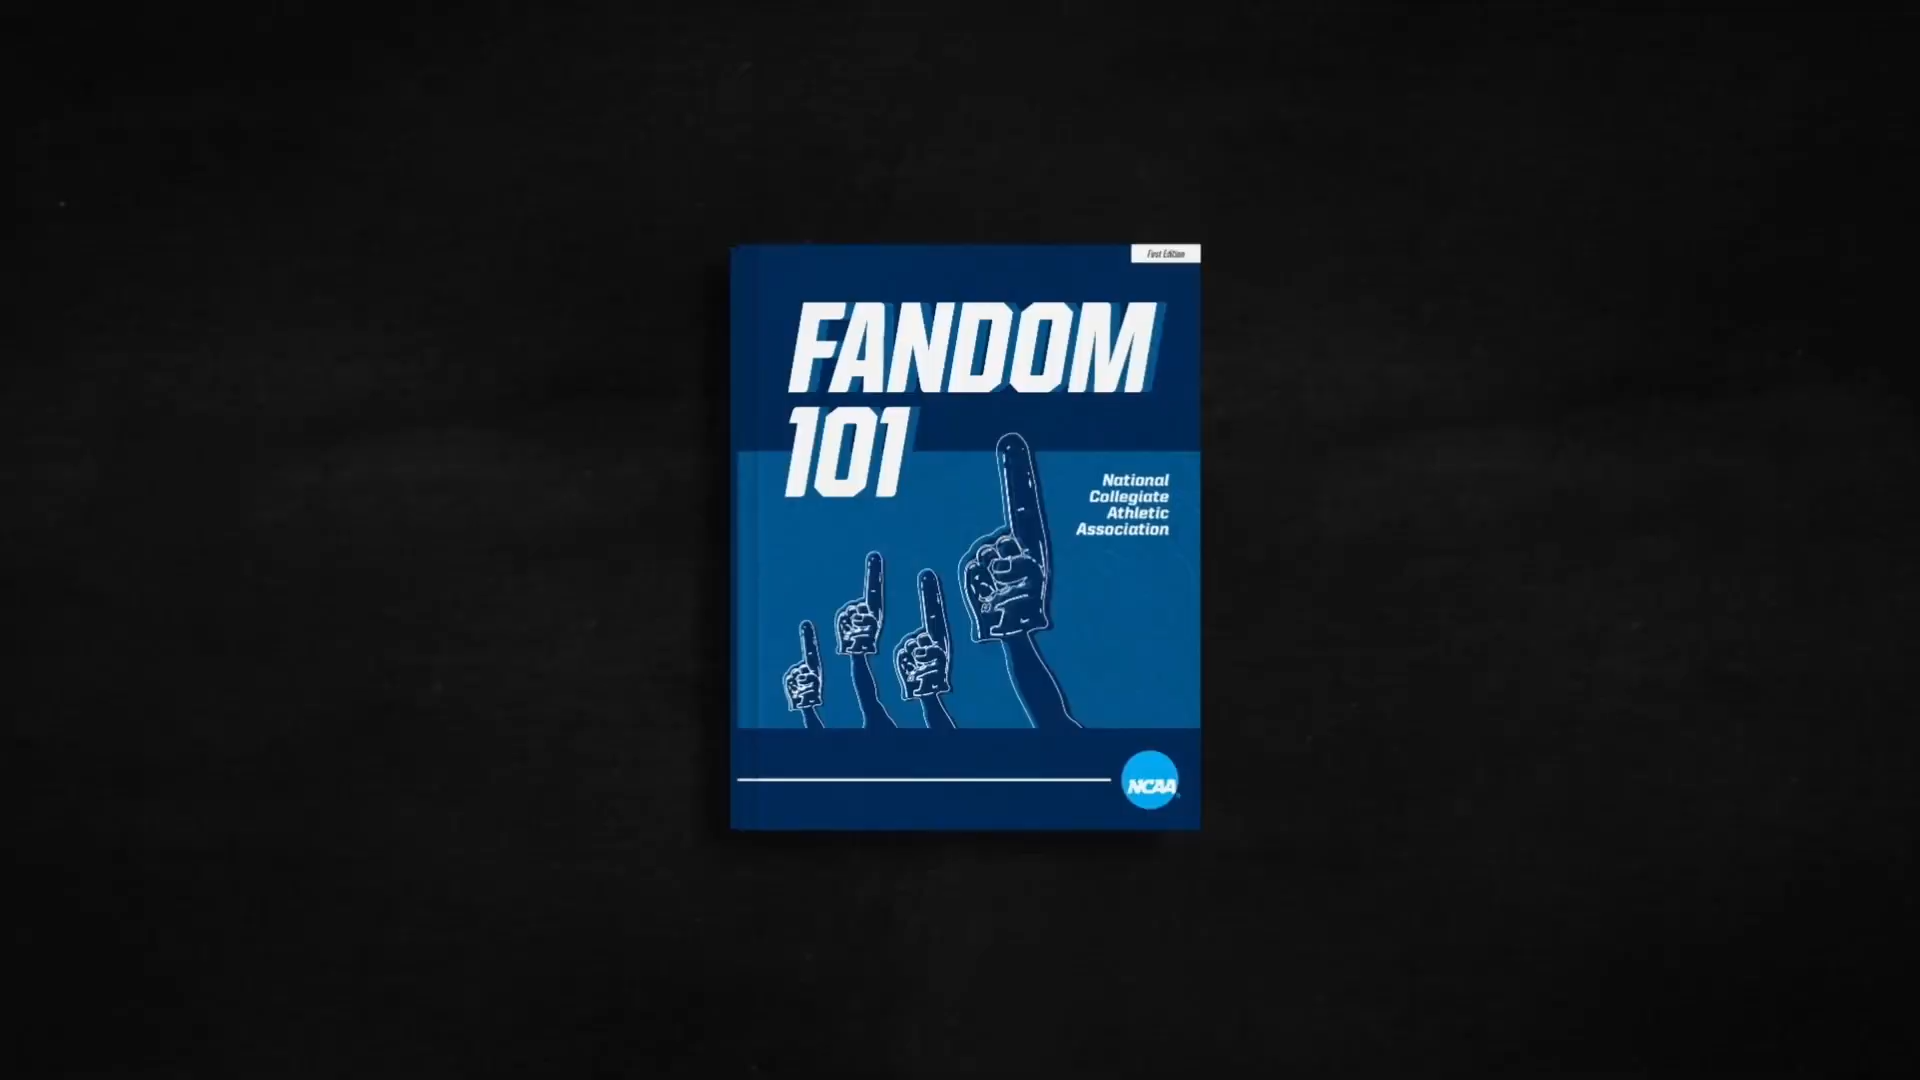 First Edition
FANDOM
101
National
Collegiate
Athletic
Association
NCAA